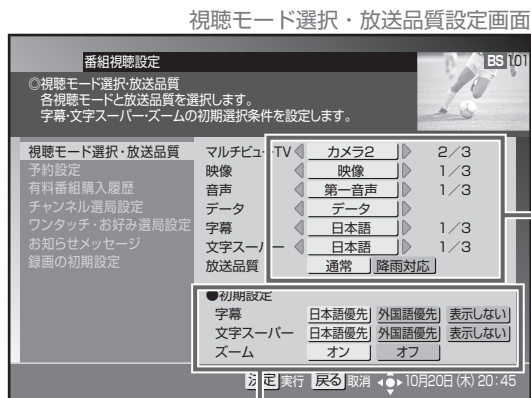 視聴モード選択・放送品質設定画面
番組視聴設定
BS 101
◎視聴モード選択・放送品質
各視聴モードと放送品質を選択します。
字幕・文字スーパー・ズームの初期選択条件を設定します。
視聴モード選択・放送品質
予約設定
有料番組購入履歴
チャンネル選局設定
ワンタッチ・お好み選局設定
お知らせメッセージ
録画の初期設定
マルチビューTV カメラ2 2/3
映像 映像 1/3
音声 第一音声 1/3
データ データ
字幕 日本語 1/3
文字スーパー 日本語 1/3
放送品質 通常 降雨対応
●初期設定
字幕 日本語優先 外国語優先 表示しない
文字スーパー 日本語優先 外国語優先 表示しない
ズーム オン オフ
決定 実行 戻る 取消 10月20日(木)20:45